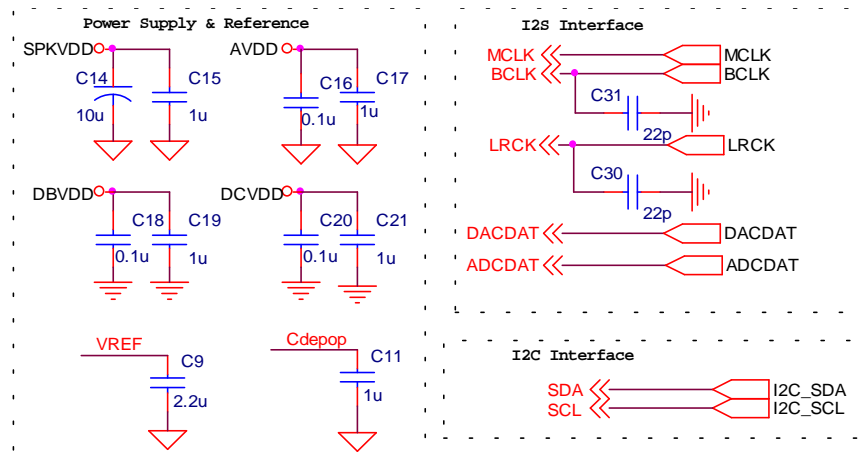 Power Supply & Reference
SPKVDD
C14
10u
C15
1u
AVDD
C16
0.1u
C17
1u
DBVDD
C18
0.1u
C19
1u
DCVDD
C20
0.1u
C21
1u
VREF
C9
2.2u
Cdepop
C11
1u
I2S Interface
MCLK MCLK
BCLK BCLK
C31
22p
LRCK LRCK
C30
22p
DACDAT DACDAT
ADCDAT ADCDAT
I2C Interface
SDA I2C_SDA
SCL I2C_SCL